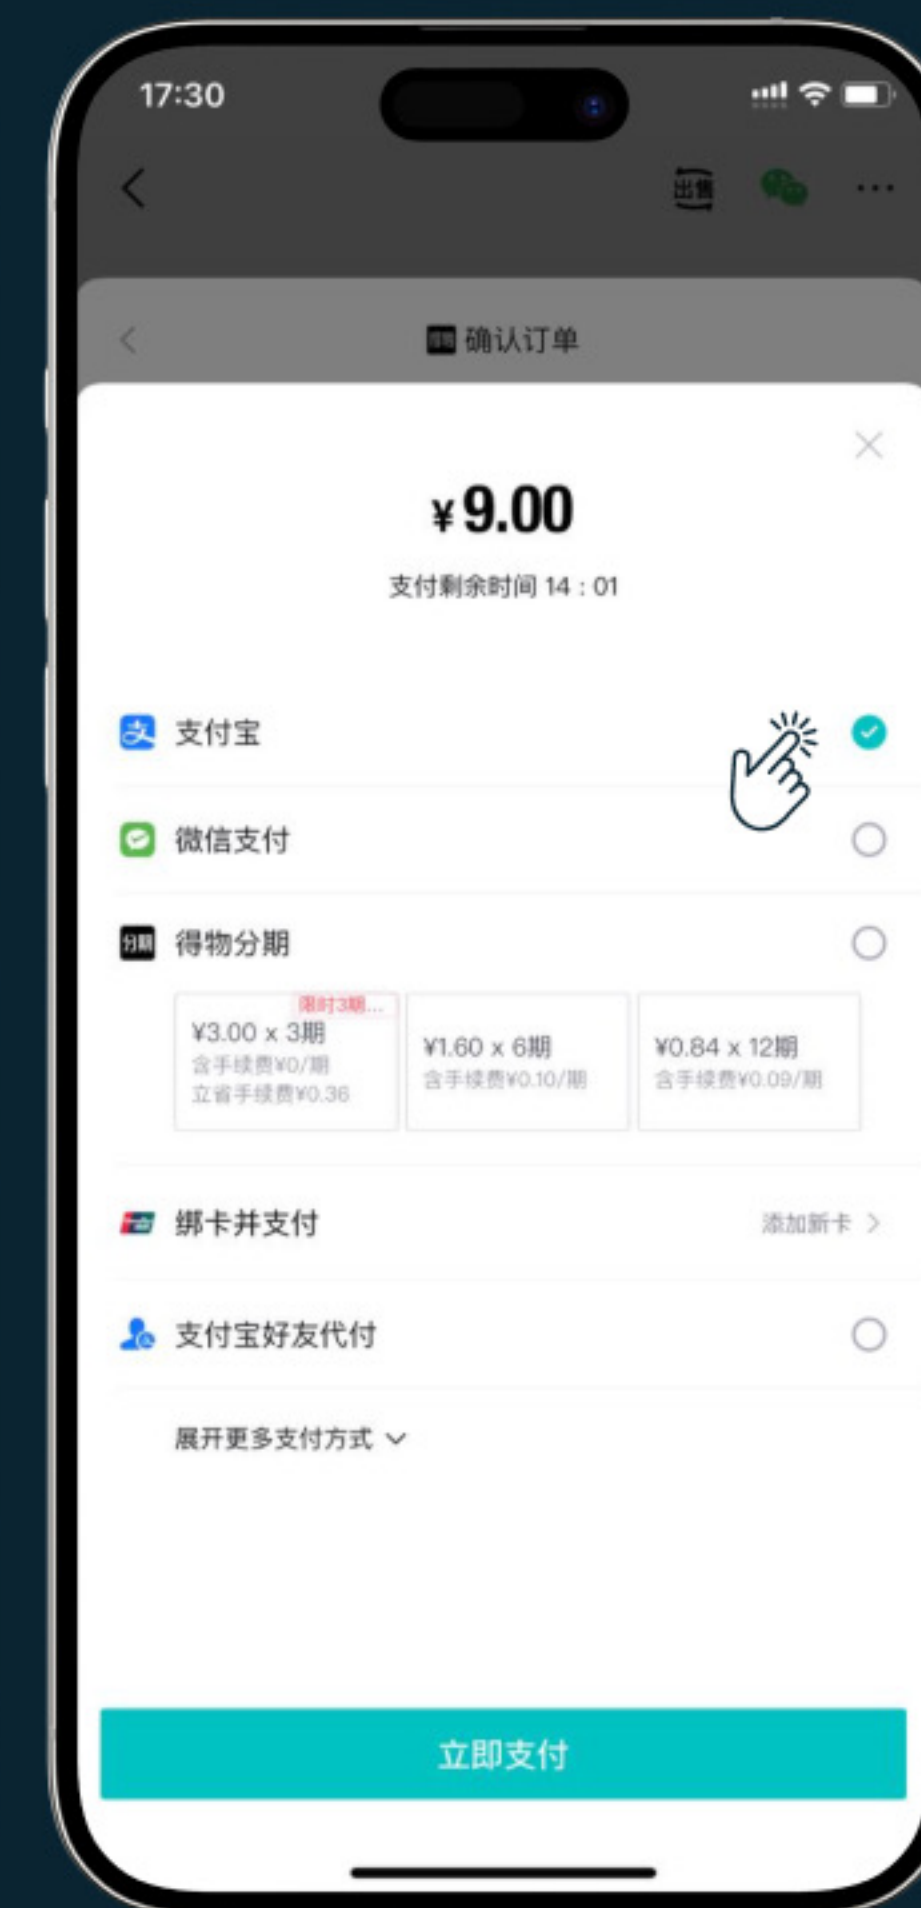 17:30
出售
确认订单
¥9.00
支付剩余时间 14：01
支 支付宝
微信支付
分期 得物分期
限时3期...
¥3.00 x 3期
含手续费¥0/期
立省手续费¥0.36
¥1.60 x 6期
含手续费¥0.10/期
¥0.84 x 12期
含手续费¥0.09/期
绑卡并支付
添加新卡
支付宝好友代付
展开更多支付方式
立即支付